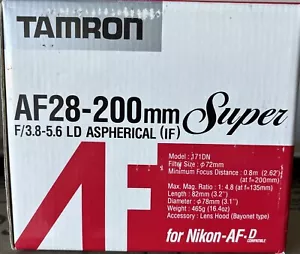 TAMRON
AF28-200mm Super
F/3.8-5.6 LD ASPHERICAL (IF)
Model : 371DN
Filter Size : φ72mm
Minimum Focus Distance : 0.8m (2.62')
(at f=200mm)
Max. Mag. Ratio : 1: 4.8 (at f=135mm)
Length : 82mm (3.2")
Diameter : φ78mm (3.1")
Weight : 465g (16.4oz)
Accessory : Lens Hood (Bayonet type)
AF
for Nikon-AF-D
COMPATIBLE